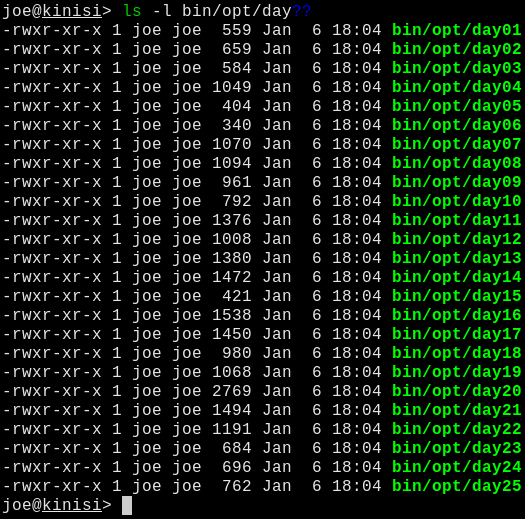 joe@kinisi> ls -l bin/opt/day??
-rwxr-xr-x 1 joe joe  559 Jan  6 18:04 bin/opt/day01
-rwxr-xr-x 1 joe joe  659 Jan  6 18:04 bin/opt/day02
-rwxr-xr-x 1 joe joe  584 Jan  6 18:04 bin/opt/day03
-rwxr-xr-x 1 joe joe 1049 Jan  6 18:04 bin/opt/day04
-rwxr-xr-x 1 joe joe  404 Jan  6 18:04 bin/opt/day05
-rwxr-xr-x 1 joe joe  340 Jan  6 18:04 bin/opt/day06
-rwxr-xr-x 1 joe joe 1070 Jan  6 18:04 bin/opt/day07
-rwxr-xr-x 1 joe joe 1094 Jan  6 18:04 bin/opt/day08
-rwxr-xr-x 1 joe joe  961 Jan  6 18:04 bin/opt/day09
-rwxr-xr-x 1 joe joe  792 Jan  6 18:04 bin/opt/day10
-rwxr-xr-x 1 joe joe 1376 Jan  6 18:04 bin/opt/day11
-rwxr-xr-x 1 joe joe 1008 Jan  6 18:04 bin/opt/day12
-rwxr-xr-x 1 joe joe 1380 Jan  6 18:04 bin/opt/day13
-rwxr-xr-x 1 joe joe 1472 Jan  6 18:04 bin/opt/day14
-rwxr-xr-x 1 joe joe  421 Jan  6 18:04 bin/opt/day15
-rwxr-xr-x 1 joe joe 1538 Jan  6 18:04 bin/opt/day16
-rwxr-xr-x 1 joe joe 1450 Jan  6 18:04 bin/opt/day17
-rwxr-xr-x 1 joe joe  980 Jan  6 18:04 bin/opt/day18
-rwxr-xr-x 1 joe joe 1068 Jan  6 18:04 bin/opt/day19
-rwxr-xr-x 1 joe joe 2769 Jan  6 18:04 bin/opt/day20
-rwxr-xr-x 1 joe joe 1494 Jan  6 18:04 bin/opt/day21
-rwxr-xr-x 1 joe joe 1191 Jan  6 18:04 bin/opt/day22
-rwxr-xr-x 1 joe joe  684 Jan  6 18:04 bin/opt/day23
-rwxr-xr-x 1 joe joe  696 Jan  6 18:04 bin/opt/day24
-rwxr-xr-x 1 joe joe  762 Jan  6 18:04 bin/opt/day25
joe@kinisi>